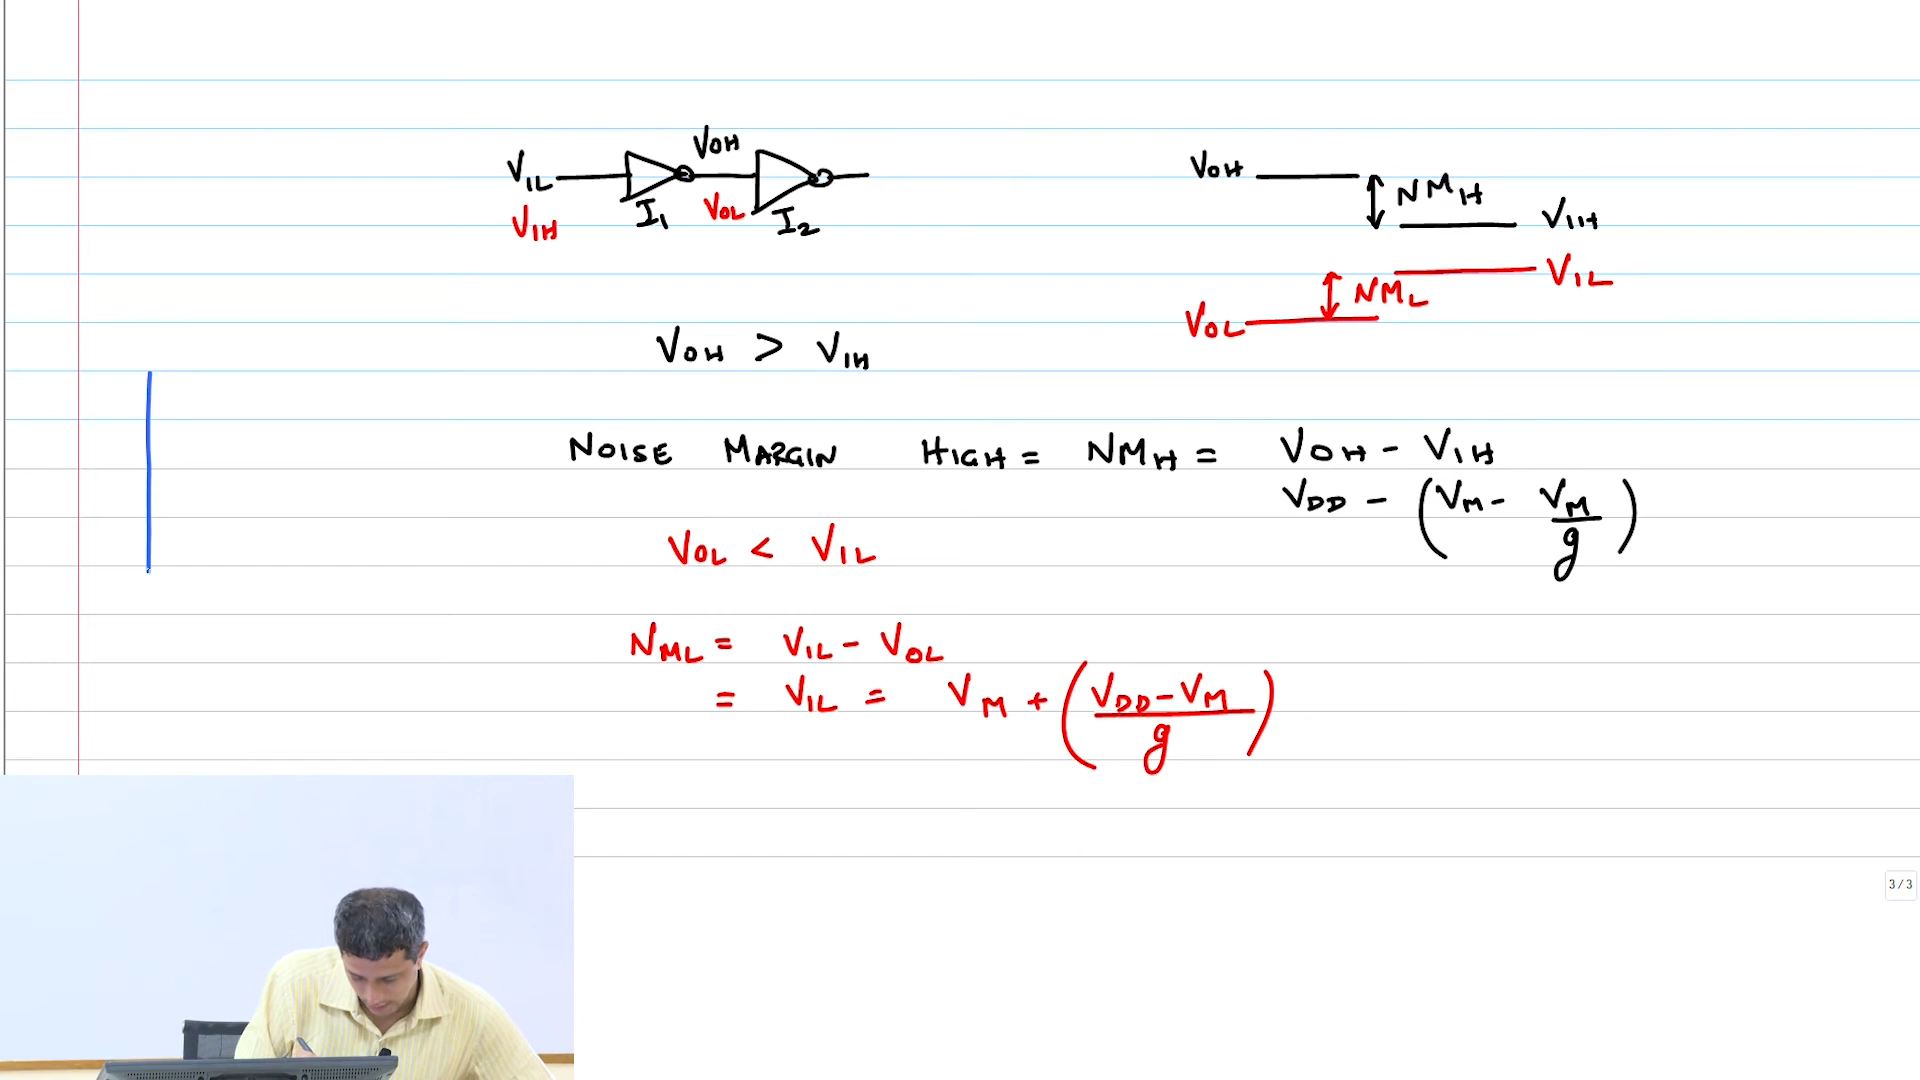 VIL VOH
VIH I1 VOL I2
VOH NMH VIH
VIL
NML
VOL
VOH > VIH
NOISE MARGIN HIGH = NMH = VOH - VIH
VDD - (VM - VM/g)
VOL < VIL
NML = VIL - VOL
= VIL = VM + (VDD - VM/g)
3/3